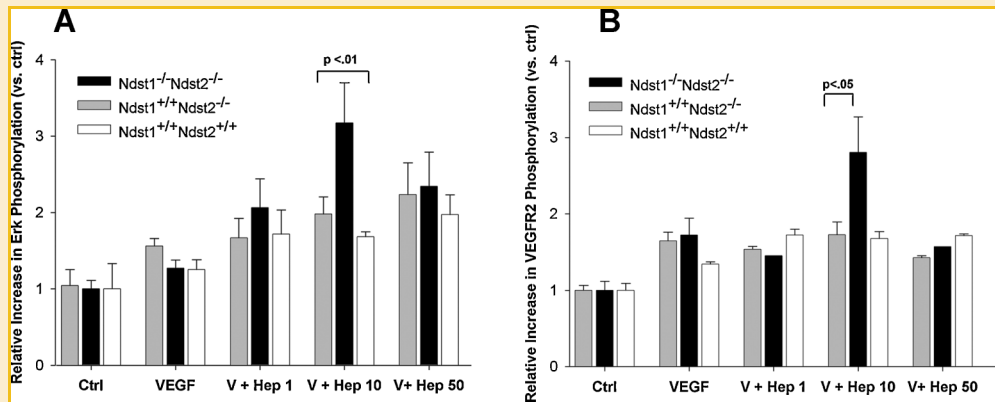 A
Relative Increase in Erk Phosphorylation (vs. ctrl)
4
3
2
1
0
Ndst1-/-Ndst2-/-
Ndst1+/+Ndst2-/-
Ndst1+/+Ndst2+/+
p <.01
Ctrl VEGF V + Hep 1 V + Hep 10 V+ Hep 50
B
Relative Increase in VEGFR2 Phosphorylation (vs. ctrl)
4
3
2
1
0
Ndst1-/-Ndst2-/-
Ndst1+/+Ndst2-/-
Ndst1+/+Ndst2+/+
p<.05
Ctrl VEGF V + Hep 1 V + Hep 10 V+ Hep 50